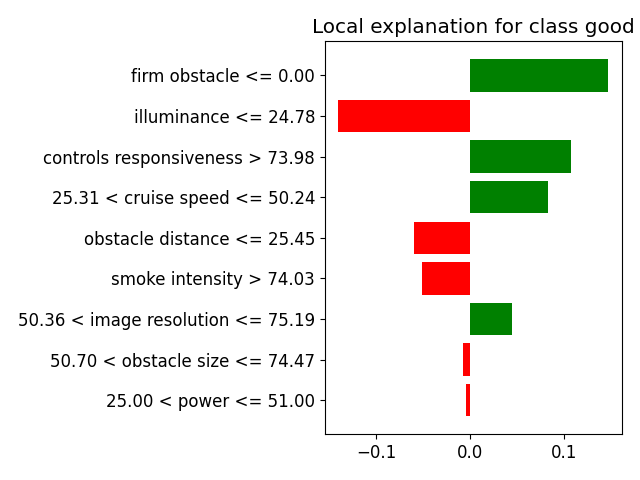 Local explanation for class good
firm obstacle <= 0.00
illuminance <= 24.78
controls responsiveness > 73.98
25.31 < cruise speed <= 50.24
obstacle distance <= 25.45
smoke intensity > 74.03
50.36 < image resolution <= 75.19
50.70 < obstacle size <= 74.47
25.00 < power <= 51.00
−0.1 0.0 0.1